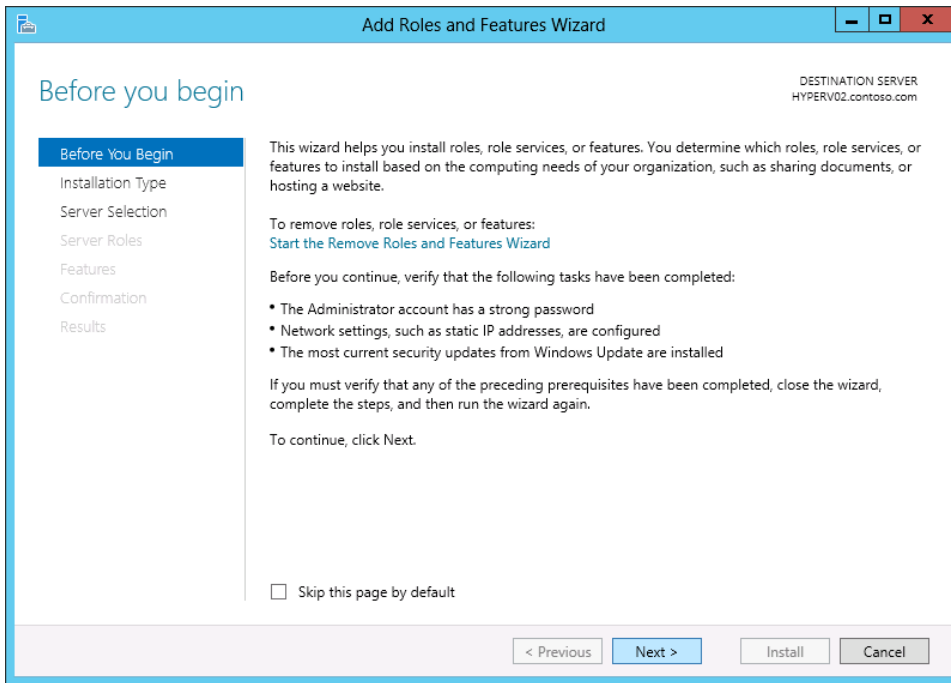 Add Roles and Features Wizard
Before you begin
DESTINATION SERVER
HYPERV02.contoso.com
Before You Begin
Installation Type
Server Selection
Server Roles
Features
Confirmation
Results
This wizard helps you install roles, role services, or features. You determine which roles, role services, or
features to install based on the computing needs of your organization, such as sharing documents, or
hosting a website.
To remove roles, role services, or features:
Start the Remove Roles and Features Wizard
Before you continue, verify that the following tasks have been completed:
• The Administrator account has a strong password
• Network settings, such as static IP addresses, are configured
• The most current security updates from Windows Update are installed
If you must verify that any of the preceding prerequisites have been completed, close the wizard,
complete the steps, and then run the wizard again.
To continue, click Next.
Skip this page by default
< Previous
Next >
Install
Cancel